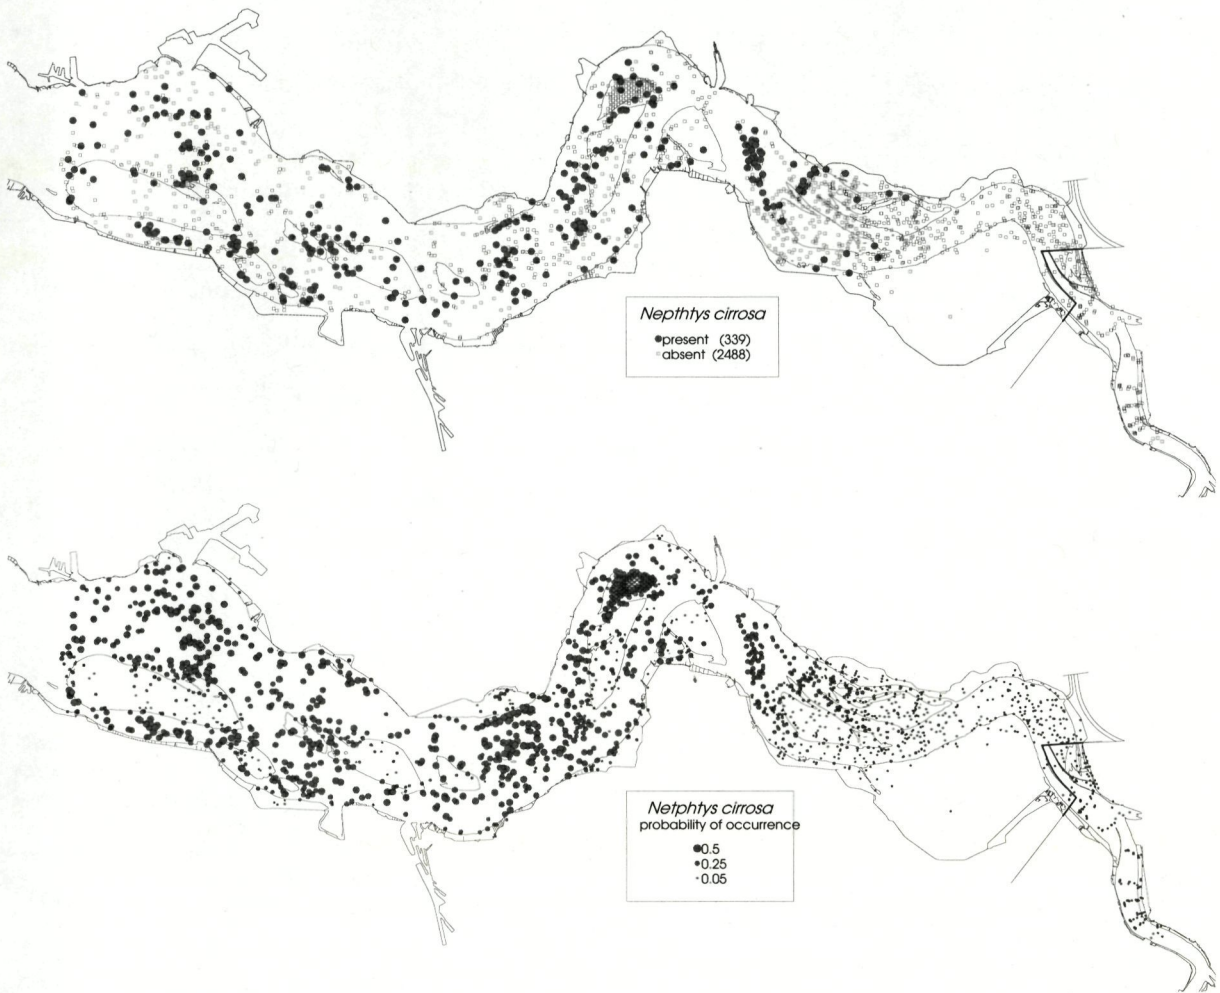 Nepthtys cirrosa
present (339)
absent (2488)
Netphtys cirrosa
probability of occurrence
0.5
0.25
0.05